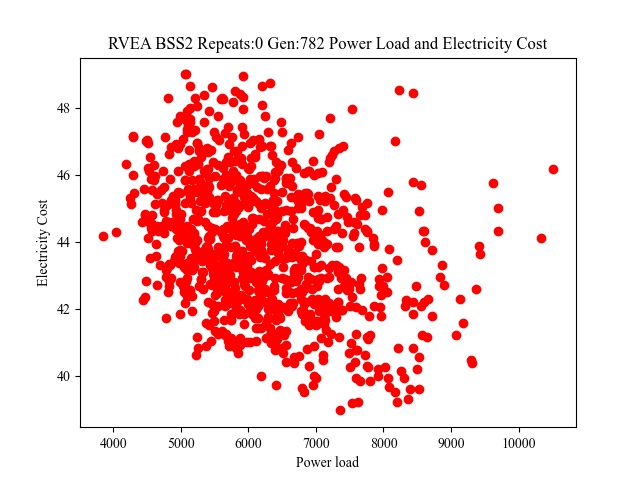 RVEA BSS2 Repeats:0 Gen:782 Power Load and Electricity Cost
48
46
44
42
40
Electricity Cost
4000 5000 6000 7000 8000 9000 10000
Power load